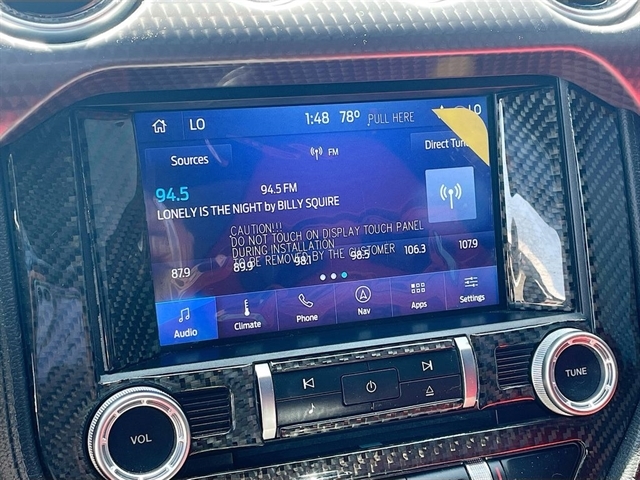 LO
1:48 78° PULL HERE
LO
Sources
FM
Direct Tune
94.5
94.5 FM
LONELY IS THE NIGHT by BILLY SQUIRE
CAUTION!!!
DO NOT TOUCH ON DISPLAY TOUCH PANEL
DURING INSTALLATION
TO BE REMOVED BY THE CUSTOMER
87.9 89.9 98.1 98.5 106.3 107.9
Audio Climate Phone Nav Apps Settings
VOL
TUNE